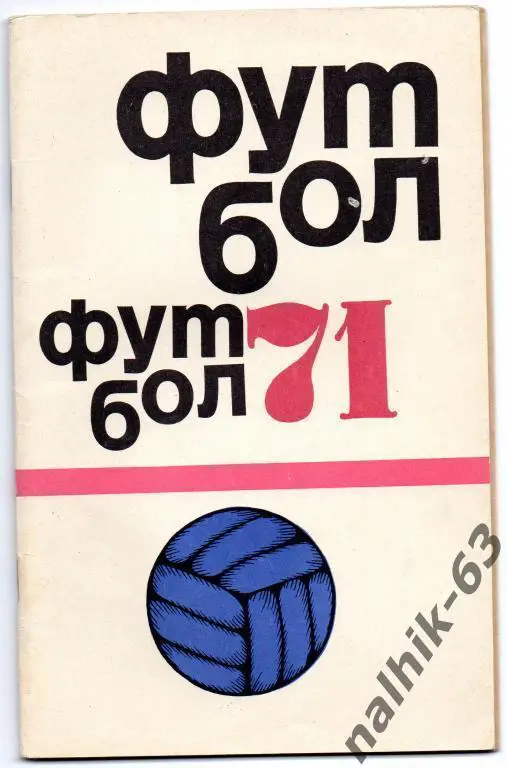 фут
бол
фут 71
бол
nalhik-63